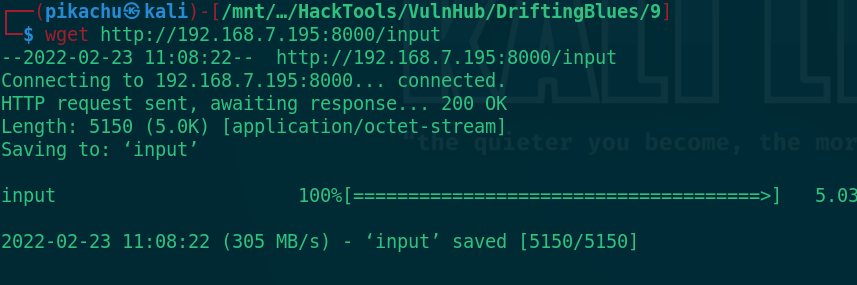 ┌──(pikachu㉿kali)-[/mnt/…/HackTools/VulnHub/DriftingBlues/9]
└─$ wget http://192.168.7.195:8000/input
--2022-02-23 11:08:22--  http://192.168.7.195:8000/input
Connecting to 192.168.7.195:8000... connected.
HTTP request sent, awaiting response... 200 OK
Length: 5150 (5.0K) [application/octet-stream]
Saving to: ‘input’
"the quieter you become, the mor
input                      100%[=====================================>]   5.03
2022-02-23 11:08:22 (305 MB/s) - ‘input’ saved [5150/5150]